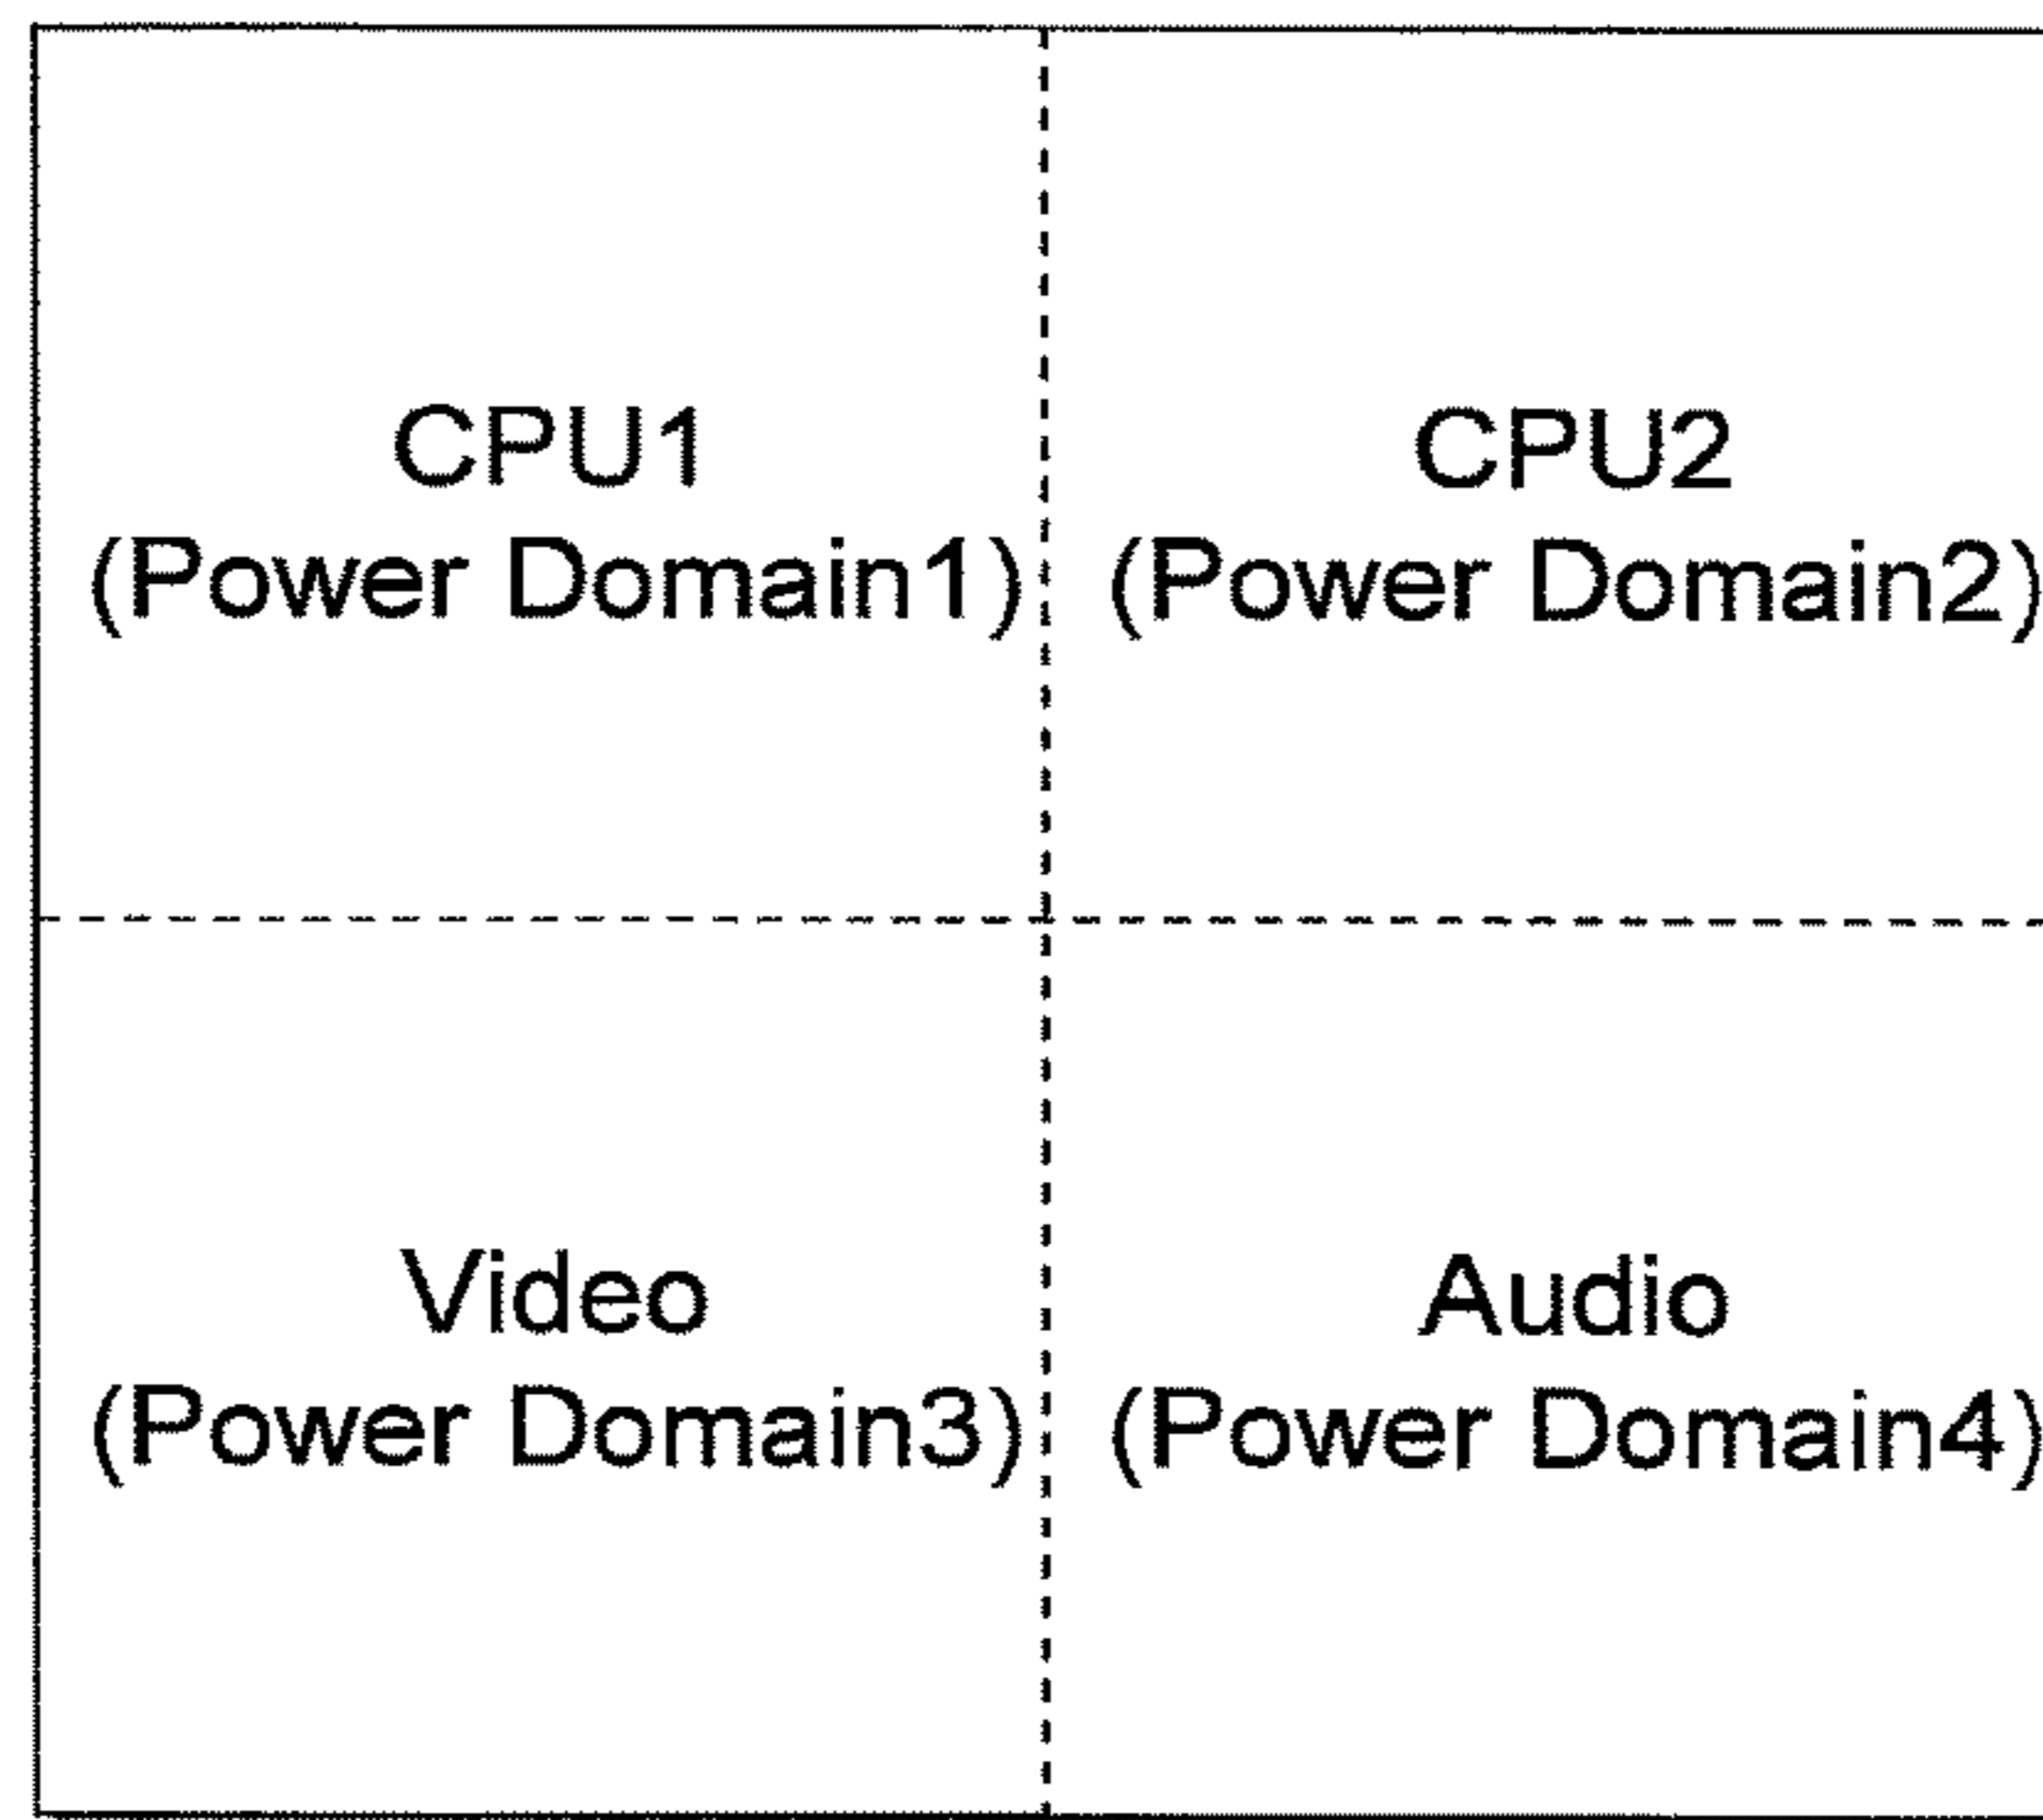 CPU1
(Power Domain1)
CPU2
(Power Domain2)
Video
(Power Domain3)
Audio
(Power Domain4)